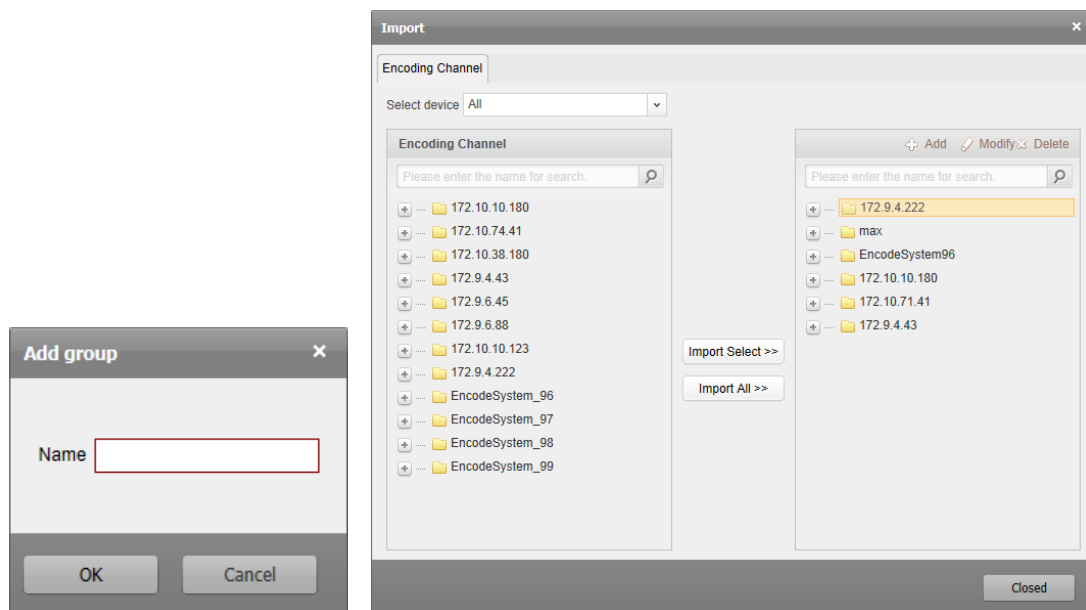 Add group
Name
OK
Cancel
Import
Encoding Channel
Select device All
Encoding Channel
Please enter the name for search.
172.10.10.180
172.10.74.41
172.10.38.180
172.9.4.43
172.9.6.45
172.9.6.88
172.10.10.123
172.9.4.222
EncodeSystem_96
EncodeSystem_97
EncodeSystem_98
EncodeSystem_99
Import Select >>
Import All >>
Add Modify Delete
Please enter the name for search.
172.9.4.222
max
EncodeSystem96
172.10.10.180
172.10.71.41
172.9.4.43
Closed